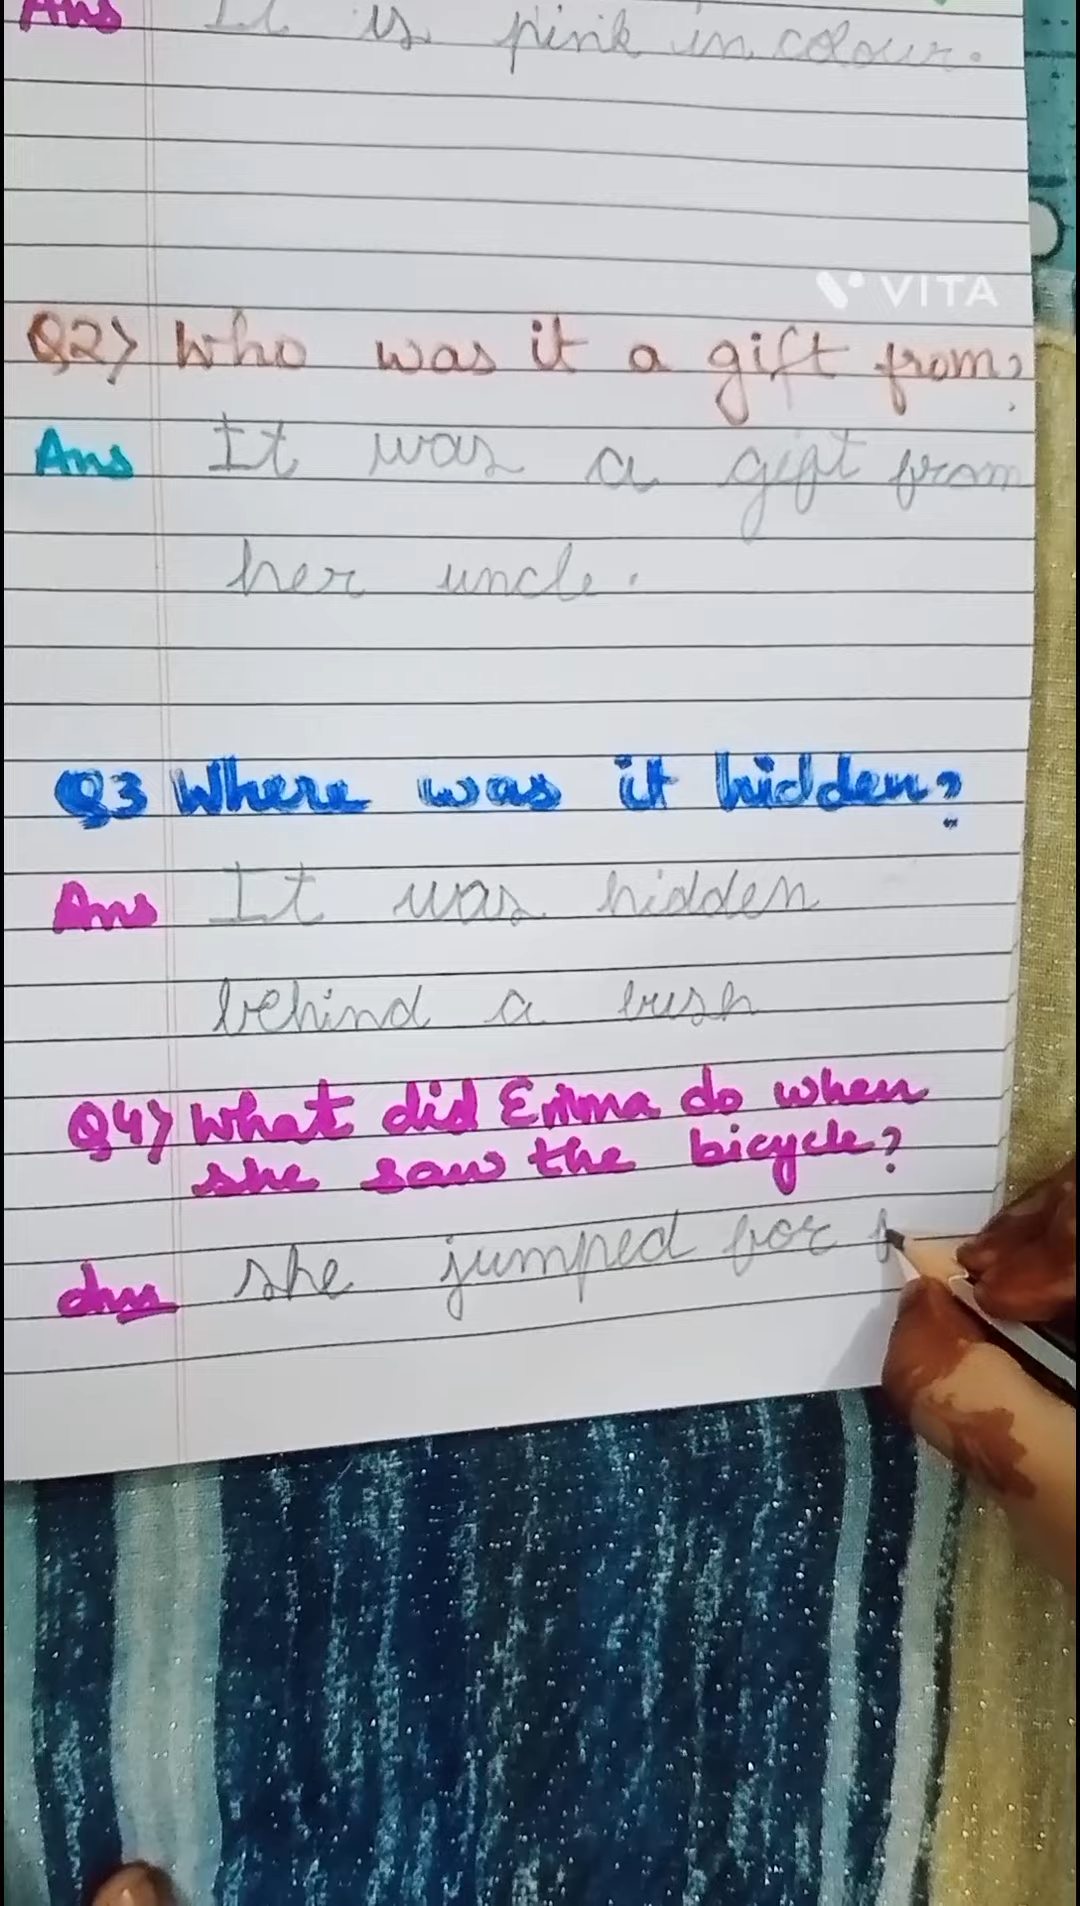 Ans It is pink in colour.
VITA
Q2> Who was it a gift from?
Ans It was a gift from
her uncle.
Q3 Where was it hidden?
Ans It was hidden
behind a bush
Q4> What did Emma do when
she saw the bicycle?
Ans she jumped for